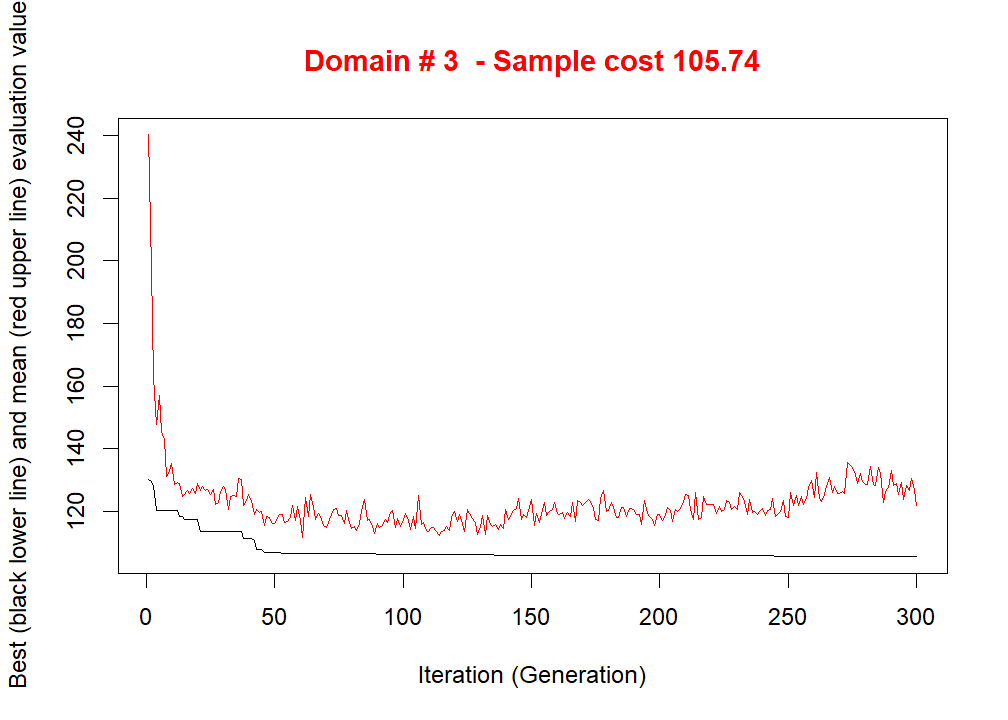 Domain # 3  - Sample cost 105.74
Best (black lower line) and mean (red upper line) evaluation value
240
220
200
180
160
140
120
0 50 100 150 200 250 300
Iteration (Generation)